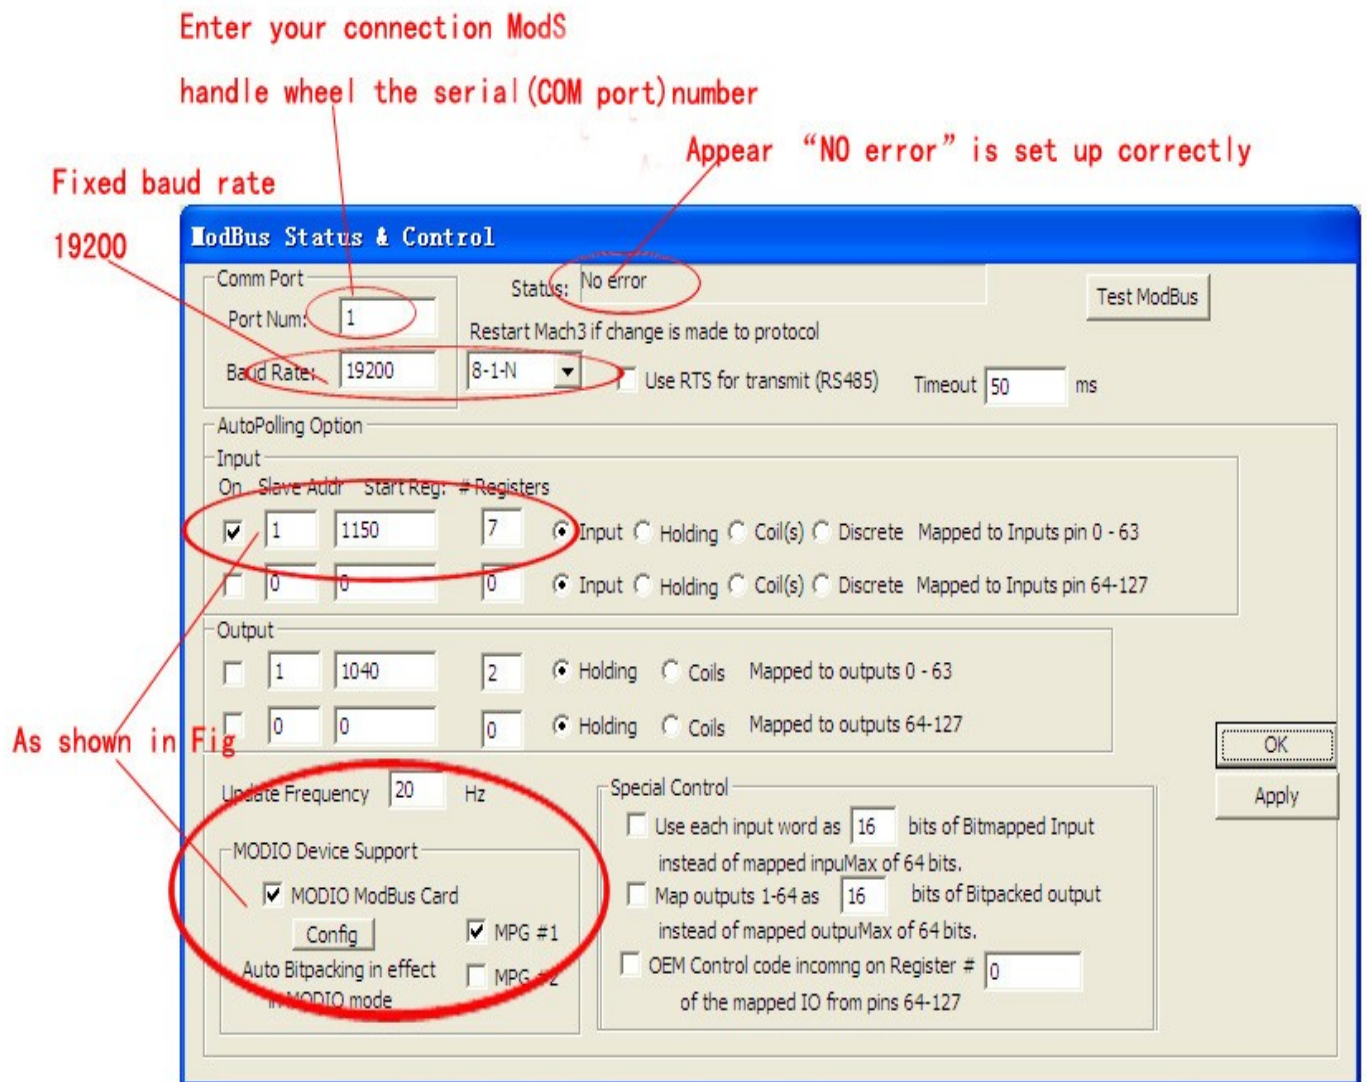 Enter your connection ModS
handle wheel the serial(COM port)number
Appear “NO error” is set up correctly
Fixed baud rate
19200
ModBus Status & Control
Comm Port
Status: No error
Test ModBus
Port Num: 1
Restart Mach3 if change is made to protocol
Baud Rate: 19200 8-1-N Use RTS for transmit (RS485) Timeout 50 ms
AutoPolling Option
Input
On Slave Addr Start Reg: # Registers
1 1150 7 Input Holding Coil(s) Discrete Mapped to Inputs pin 0 - 63
0 0 0 Input Holding Coil(s) Discrete Mapped to Inputs pin 64-127
Output
1 1040 2 Holding Coils Mapped to outputs 0 - 63
0 0 0 Holding Coils Mapped to outputs 64-127
As shown in Fig
OK
Apply
Update Frequency 20 Hz
MODIO Device Support
MODIO ModBus Card
Config
MPG #1
Auto Bitpacking in effect
in MODIO mode
MPG #2
Special Control
Use each input word as 16 bits of Bitmapped Input
instead of mapped inpuMax of 64 bits.
Map outputs 1-64 as 16 bits of Bitpacked output
instead of mapped outpuMax of 64 bits.
OEM Control code incomng on Register # 0
of the mapped IO from pins 64-127